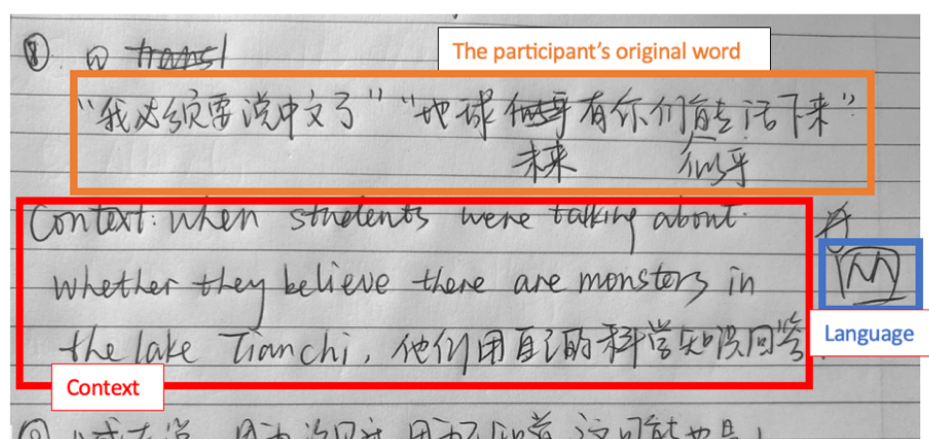 ⑧ transl
The participant's original word
"我必须要说中文了" "地球似乎有你们能活下来"
未来 似乎
Context: when students were talking about
whether they believe there are monsters in
M
the lake Tianchi, 他们用自己的科学知识回答
Language
Context